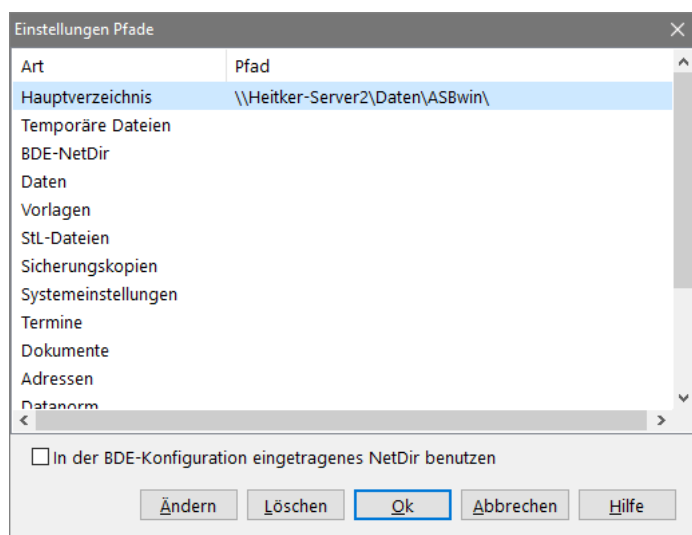 Einstellungen Pfade
Art Pfad
Hauptverzeichnis \\Heitker-Server2\Daten\ASBwin\
Temporäre Dateien
BDE-NetDir
Daten
Vorlagen
StL-Dateien
Sicherungskopien
Systemeinstellungen
Termine
Dokumente
Adressen
Datanorm
In der BDE-Konfiguration eingetragenes NetDir benutzen
Ändern Löschen Ok Abbrechen Hilfe